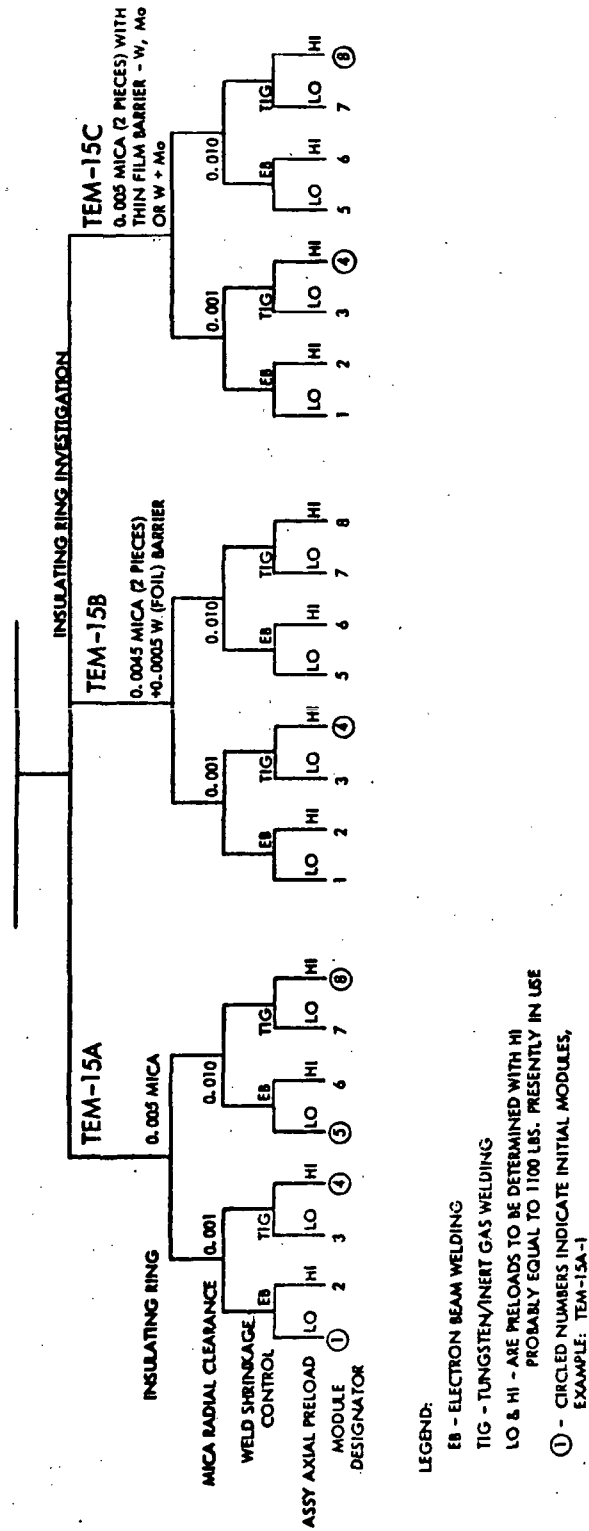 INSULATING RING INVESTIGATION
TEM-15A
TEM-15B
TEM-15C
INSULATING RING
0.005 MICA
0.0045 MICA (2 PIECES)
+0.0005 W (FOIL) BARRIER
0.005 MICA (2 PIECES) WITH
THIN FILM BARRIER - W, Mo
OR W + Mo
MICA RADIAL CLEARANCE
0.001 0.010 0.001 0.010 0.001 0.010
WELD SHRINKAGE
CONTROL
EB TIG EB TIG EB TIG EB TIG EB TIG EB TIG
ASSY AXIAL PRELOAD
LO HI LO HI LO HI LO HI LO HI LO HI LO HI LO HI LO HI LO HI LO HI LO HI
MODULE
DESIGNATOR
① 2 3 ④ ⑤ 6 7 ⑧ 1 2 3 ④ 5 6 7 8 1 2 3 ④ 5 6 7 ⑧
LEGEND:
EB - ELECTRON BEAM WELDING
TIG - TUNGSTEN/INERT GAS WELDING
LO & HI - ARE PRELOADS TO BE DETERMINED WITH HI
PROBABLY EQUAL TO 1100 LBS. PRESENTLY IN USE
① - CIRCLED NUMBERS INDICATE INITIAL MODULES,
EXAMPLE: TEM-15A-1